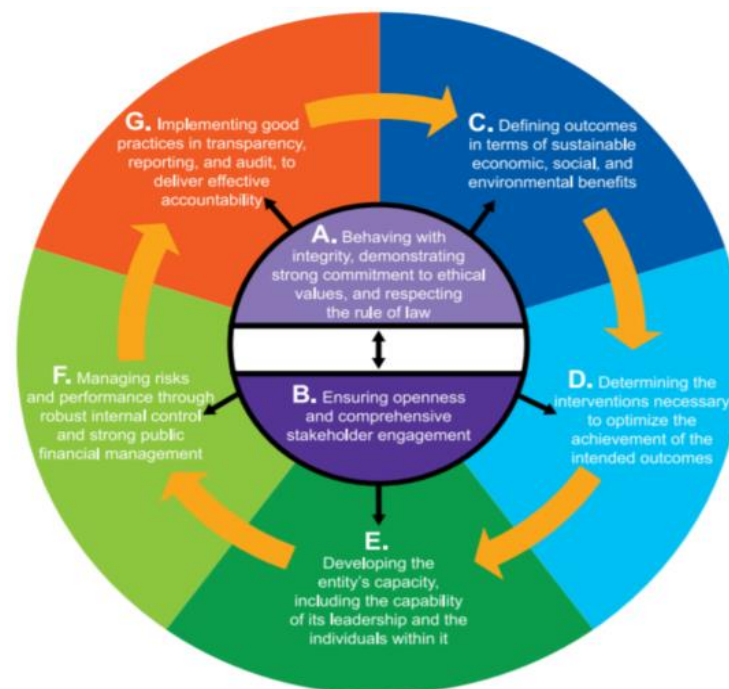 A. Behaving with
integrity, demonstrating
strong commitment to ethical
values, and respecting
the rule of law
B. Ensuring openness
and comprehensive
stakeholder engagement
C. Defining outcomes
in terms of sustainable
economic, social, and
environmental benefits
D. Determining the
interventions necessary
to optimize the
achievement of the
intended outcomes
E.
Developing the
entity's capacity,
including the capability
of its leadership and the
individuals within it
F. Managing risks
and performance through
robust internal control
and strong public
financial management
G. Implementing good
practices in transparency,
reporting, and audit, to
deliver effective
accountability